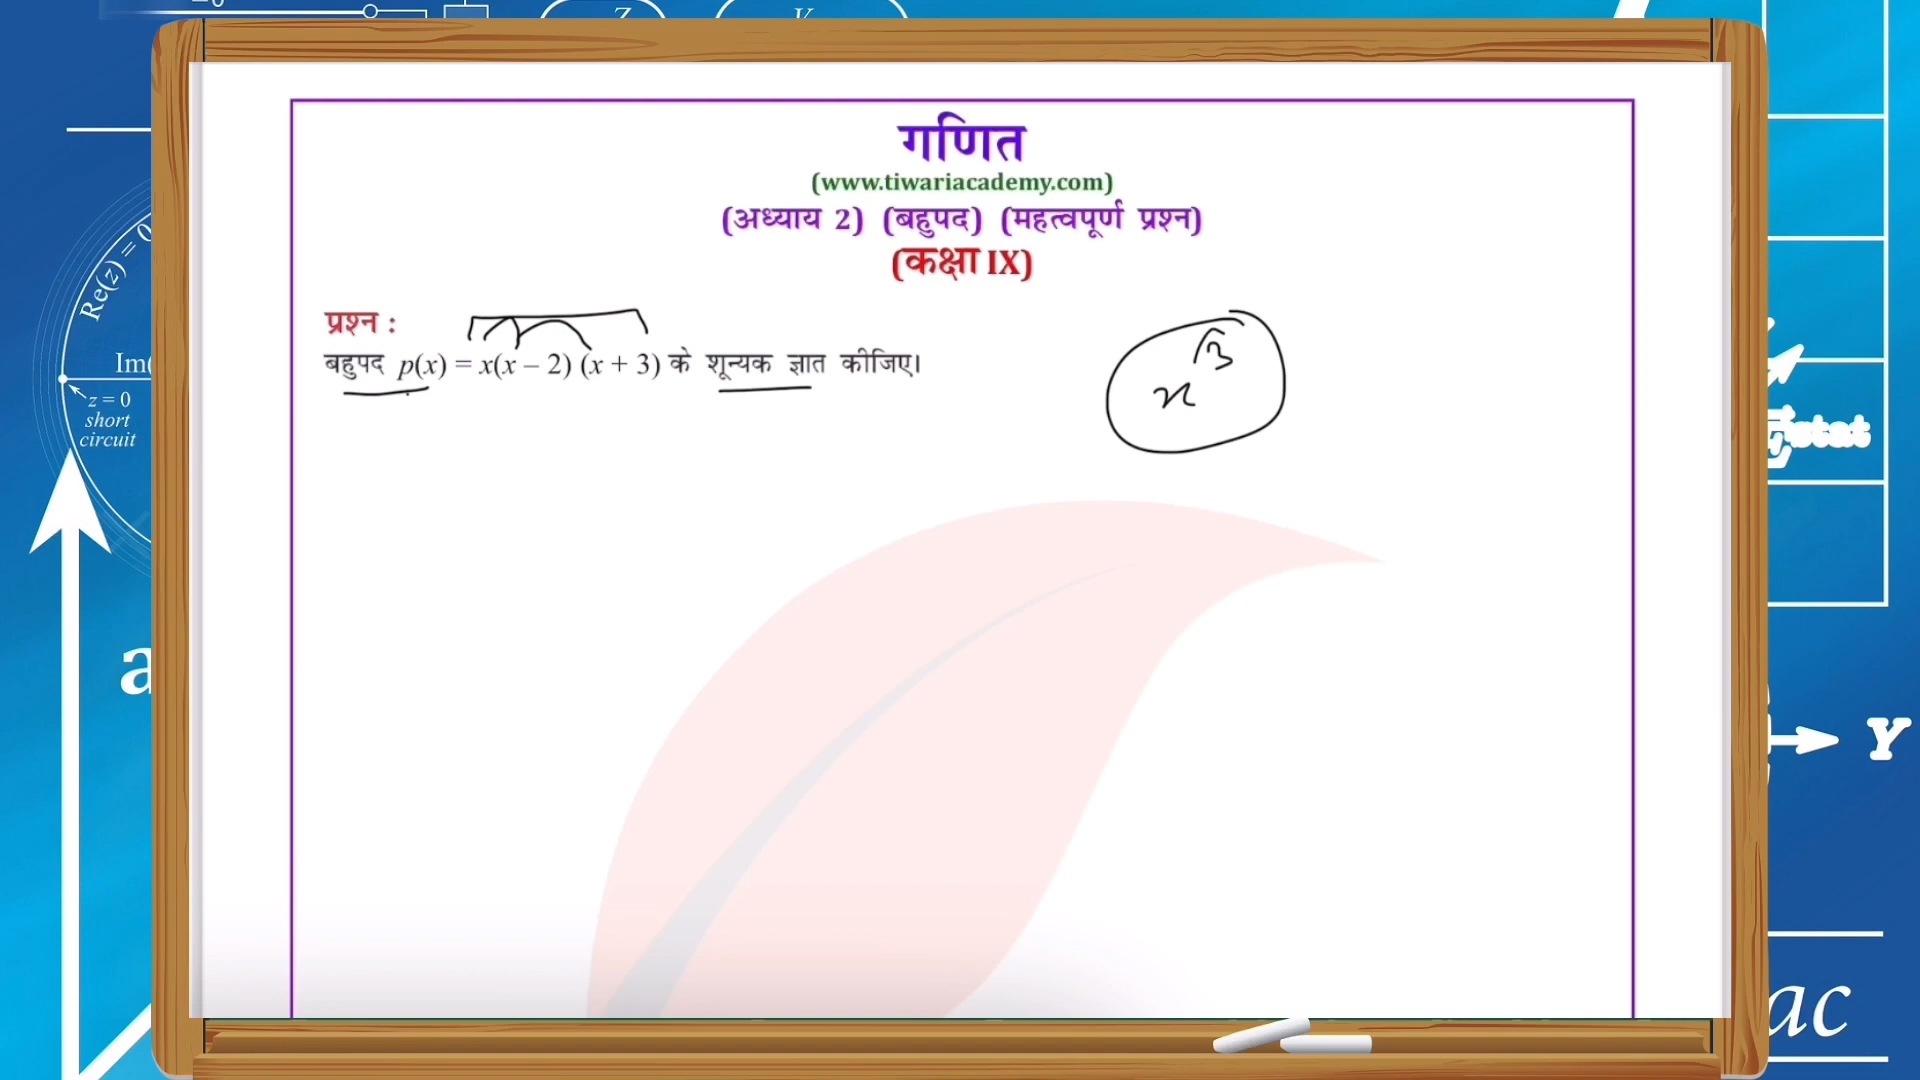 Z
V
गणित
(www.tiwariacademy.com)
(अध्याय 2) (बहुपद) (महत्वपूर्ण प्रश्न)
(कक्षा IX)
प्रश्न :
बहुपद p(x) = x(x – 2) (x + 3) के शून्यक ज्ञात कीजिए।
x³
Re(z) = 0
Im(
z = 0
short
circuit
a
Y
ac